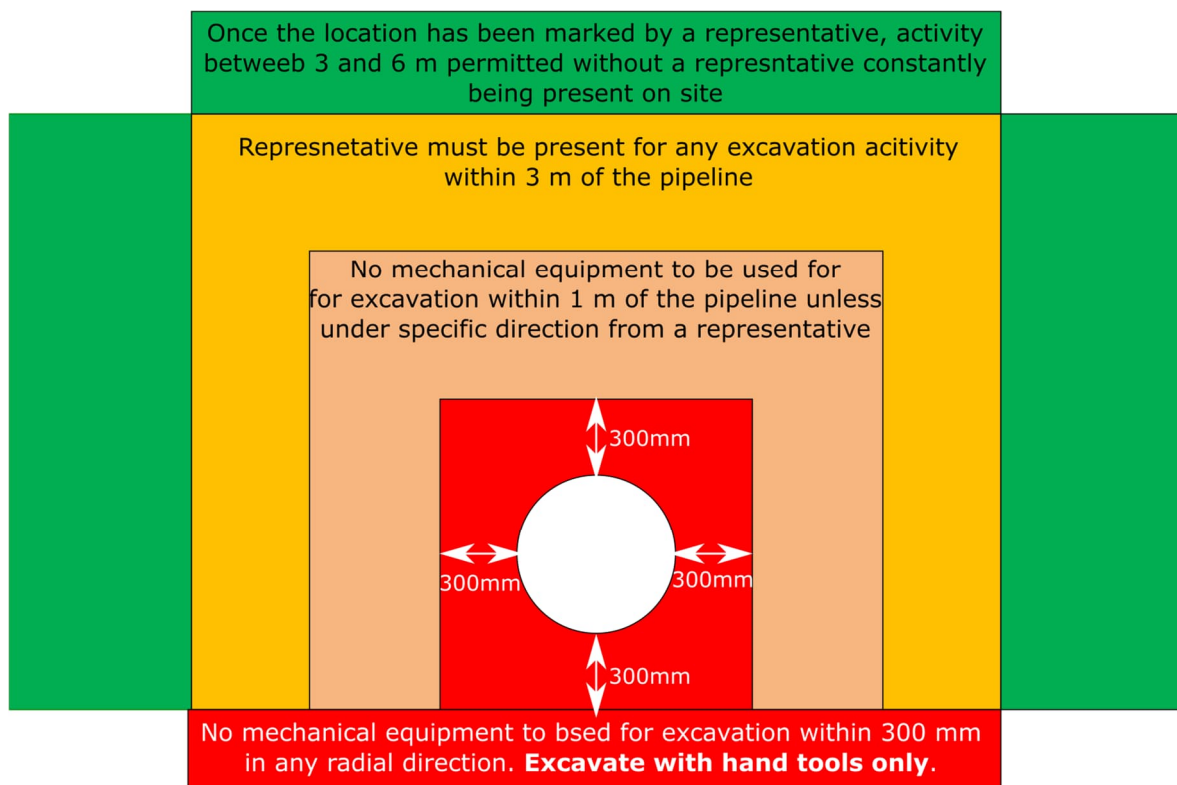 Once the location has been marked by a representative, activity
betweeb 3 and 6 m permitted without a represntative constantly
being present on site
Represnetative must be present for any excavation acitivity
within 3 m of the pipeline
No mechanical equipment to be used for
for excavation within 1 m of the pipeline unless
under specific direction from a representative
300mm
300mm
300mm
300mm
No mechanical equipment to bsed for excavation within 300 mm
in any radial direction. Excavate with hand tools only.